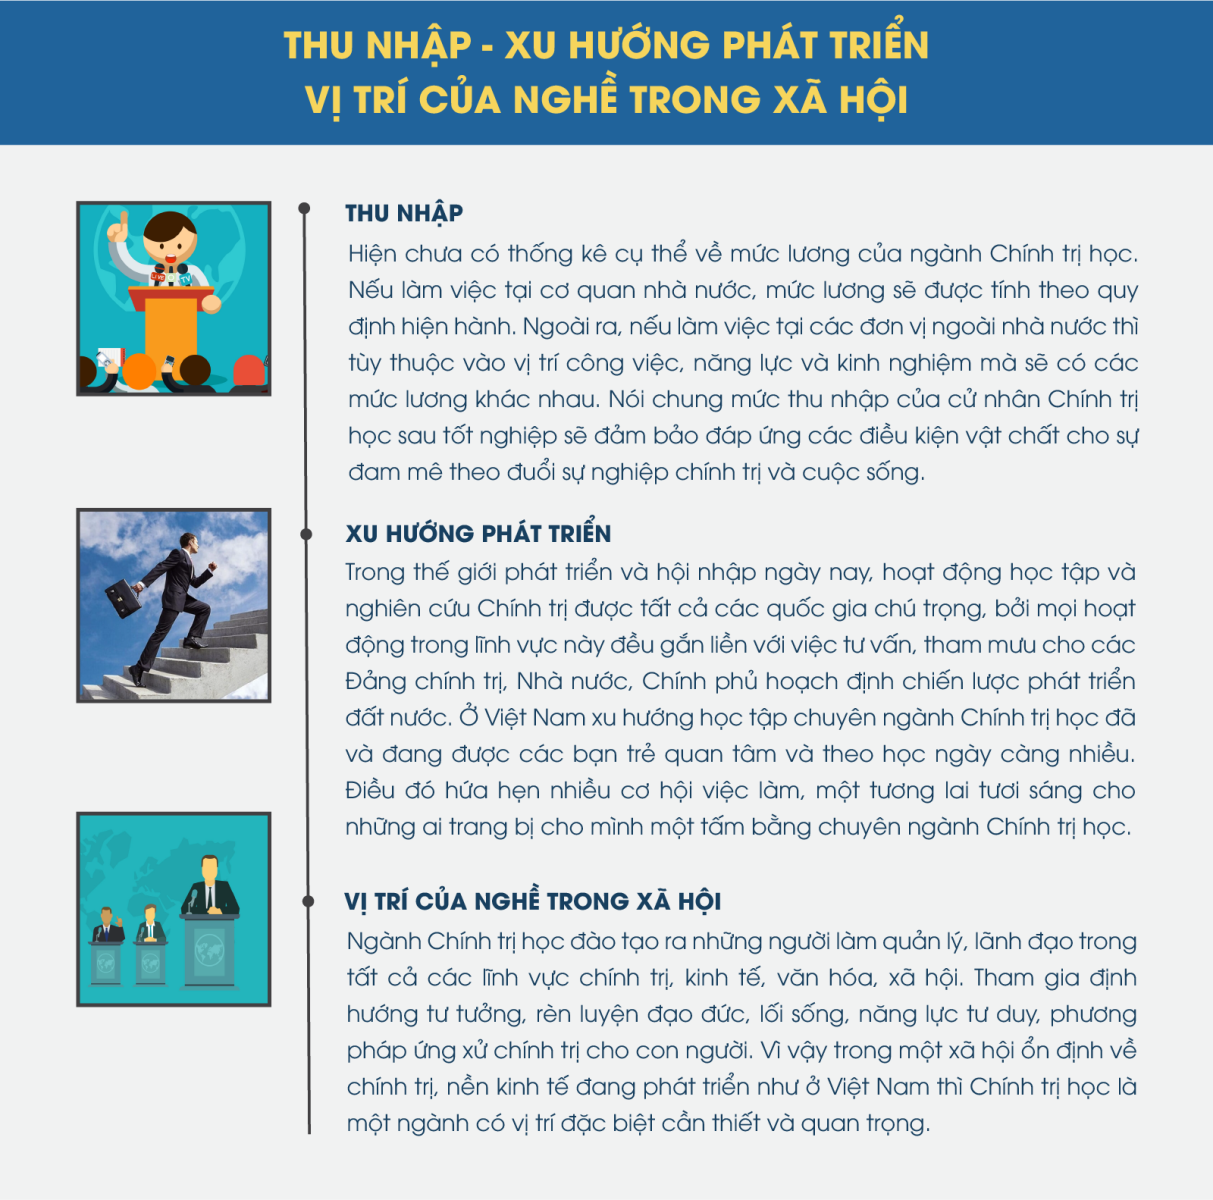 THU NHẬP - XU HƯỚNG PHÁT TRIỂN
VỊ TRÍ CỦA NGHỀ TRONG XÃ HỘI
THU NHẬP
Hiện chưa có thống kê cụ thể về mức lương của ngành Chính trị học.
Nếu làm việc tại cơ quan nhà nước, mức lương sẽ được tính theo quy
định hiện hành. Ngoài ra, nếu làm việc tại các đơn vị ngoài nhà nước thì
tùy thuộc vào vị trí công việc, năng lực và kinh nghiệm mà sẽ có các
mức lương khác nhau. Nói chung mức thu nhập của cử nhân Chính trị
học sau tốt nghiệp sẽ đảm bảo đáp ứng các điều kiện vật chất cho sự
đam mê theo đuổi sự nghiệp chính trị và cuộc sống.
LIVE
TV
XU HƯỚNG PHÁT TRIỂN
Trong thế giới phát triển và hội nhập ngày nay, hoạt động học tập và
nghiên cứu Chính trị được tất cả các quốc gia chú trọng, bởi mọi hoạt
động trong lĩnh vực này đều gắn liền với việc tư vấn, tham mưu cho các
Đảng chính trị, Nhà nước, Chính phủ hoạch định chiến lược phát triển
đất nước. Ở Việt Nam xu hướng học tập chuyên ngành Chính trị học đã
và đang được các bạn trẻ quan tâm và theo học ngày càng nhiều.
Điều đó hứa hẹn nhiều cơ hội việc làm, một tương lai tươi sáng cho
những ai trang bị cho mình một tấm bằng chuyên ngành Chính trị học.
VỊ TRÍ CỦA NGHỀ TRONG XÃ HỘI
Ngành Chính trị học đào tạo ra những người làm quản lý, lãnh đạo trong
tất cả các lĩnh vực chính trị, kinh tế, văn hóa, xã hội. Tham gia định
hướng tư tưởng, rèn luyện đạo đức, lối sống, năng lực tư duy, phương
pháp ứng xử chính trị cho con người. Vì vậy trong một xã hội ổn định về
chính trị, nền kinh tế đang phát triển như ở Việt Nam thì Chính trị học là
một ngành có vị trí đặc biệt cần thiết và quan trọng.